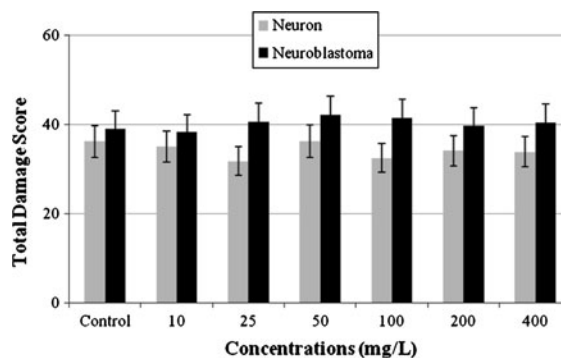 Neuron
Neuroblastoma
Total Damage Score
60
40
20
0
Control 10 25 50 100 200 400
Concentrations (mg/L)